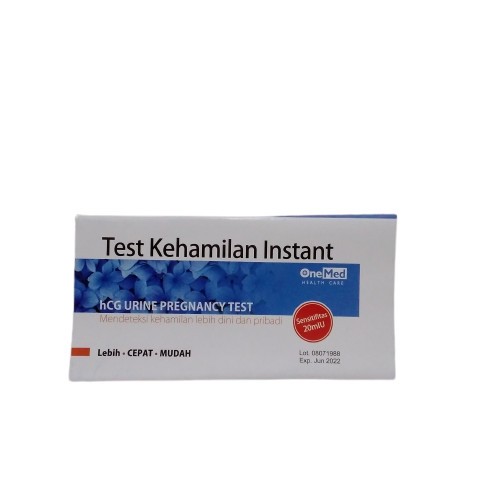 Test Kehamilan Instant
OneMed
HEALTH CARE
hCG URINE PREGNANCY TEST
Mendeteksi kehamilan lebih dini dan pribadi
Sensitifitas
20mIU
Lebih • CEPAT • MUDAH
Lot. 08071988
Exp. Jun 2022